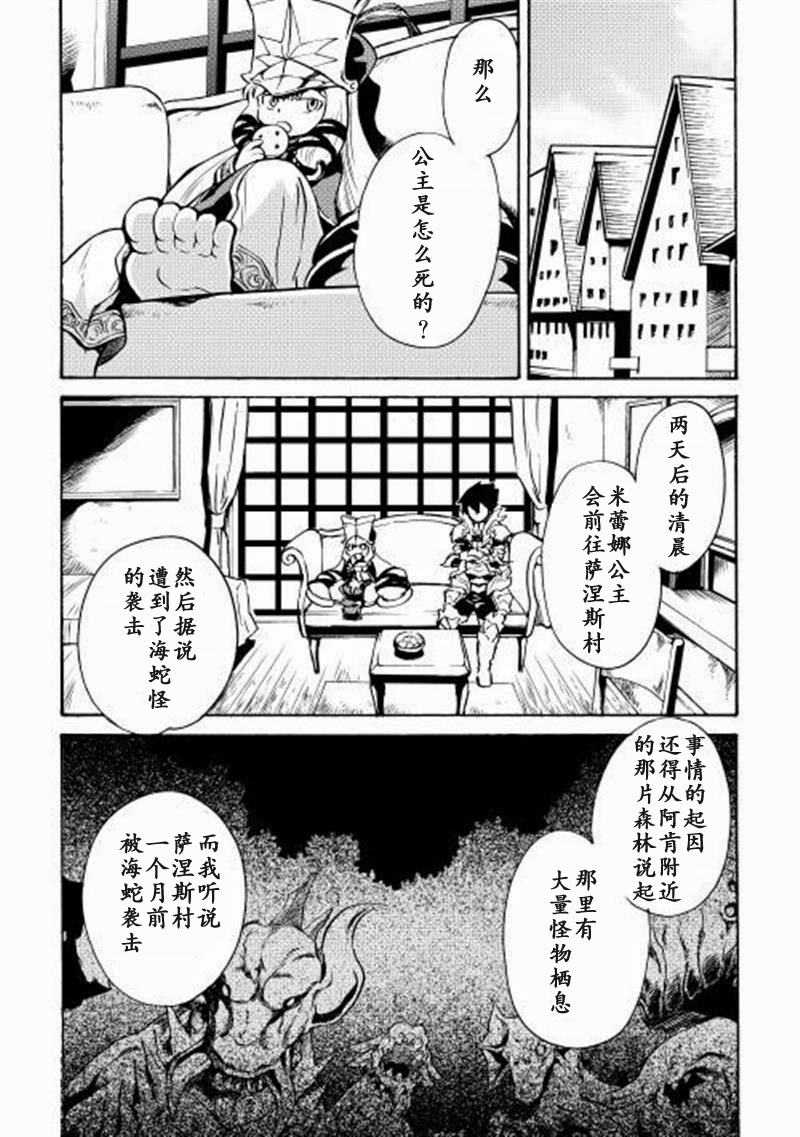 那么
公主是怎么死的？
两天后的清晨
米蕾娜公主
会前往萨涅斯村
然后据说
遭到了海蛇怪
的袭击
事情的起因
还得从阿肯附近
的那片森林说起
那里有
大量怪物栖息
而我听说
萨涅斯村
一个月前
被海蛇袭击